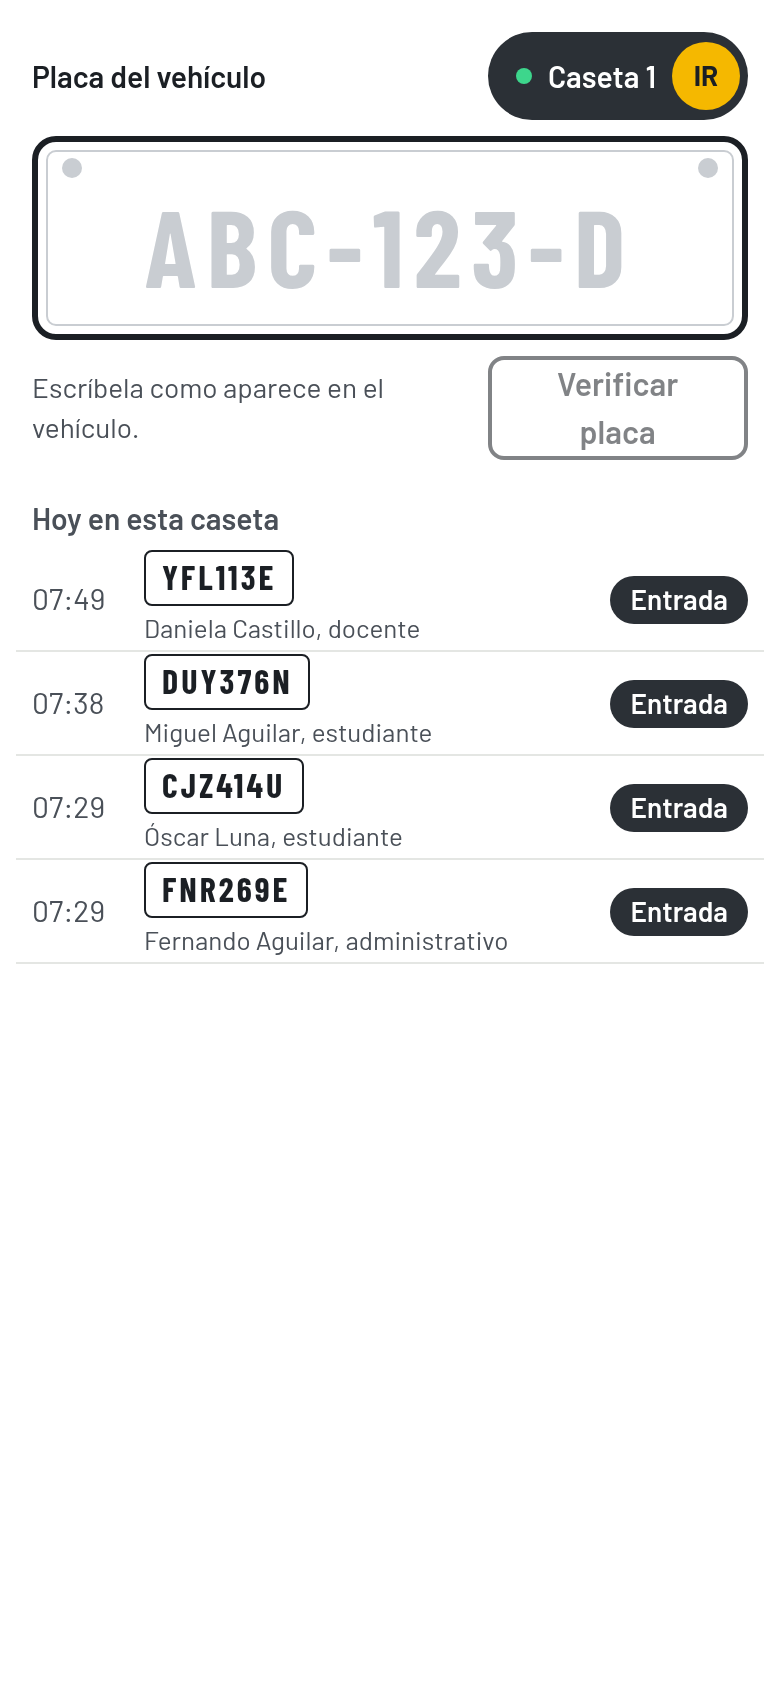 Placa del vehículo
Caseta 1
IR
ABC-123-D
Escríbela como aparece en el
vehículo.
Verificar
placa
Hoy en esta caseta
07:49
YFL113E
Daniela Castillo, docente
Entrada
07:38
DUY376N
Miguel Aguilar, estudiante
Entrada
07:29
CJZ414U
Óscar Luna, estudiante
Entrada
07:29
FNR269E
Fernando Aguilar, administrativo
Entrada